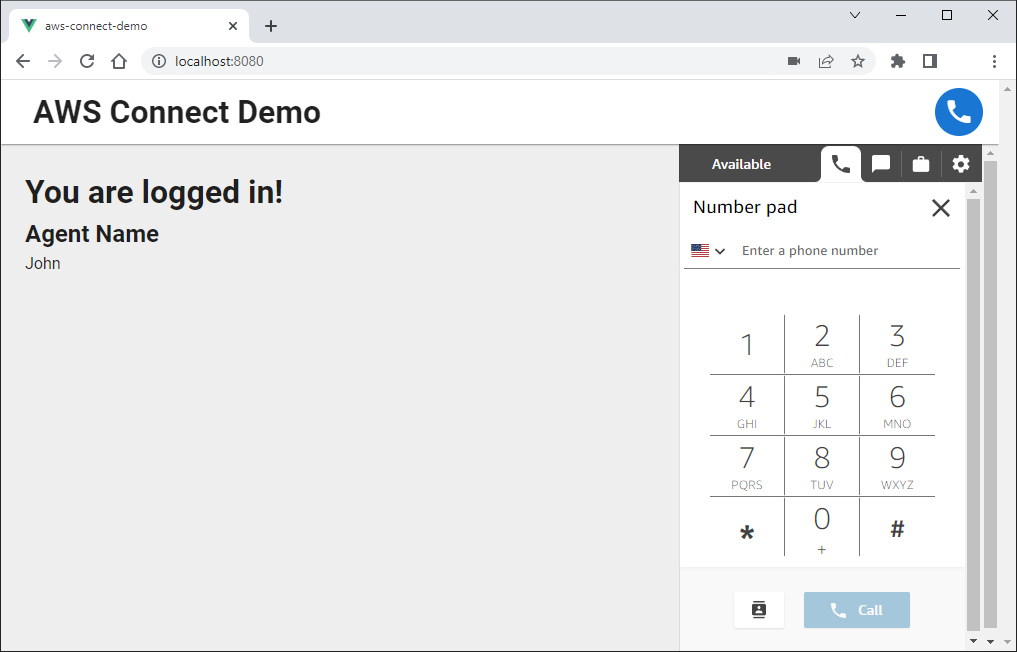 aws-connect-demo
localhost:8080
AWS Connect Demo
You are logged in!
Agent Name
John
Available
Number pad
Enter a phone number
1
2
ABC
3
DEF
4
GHI
5
JKL
6
MNO
7
PQRS
8
TUV
9
WXYZ
*
0
+
#
Call